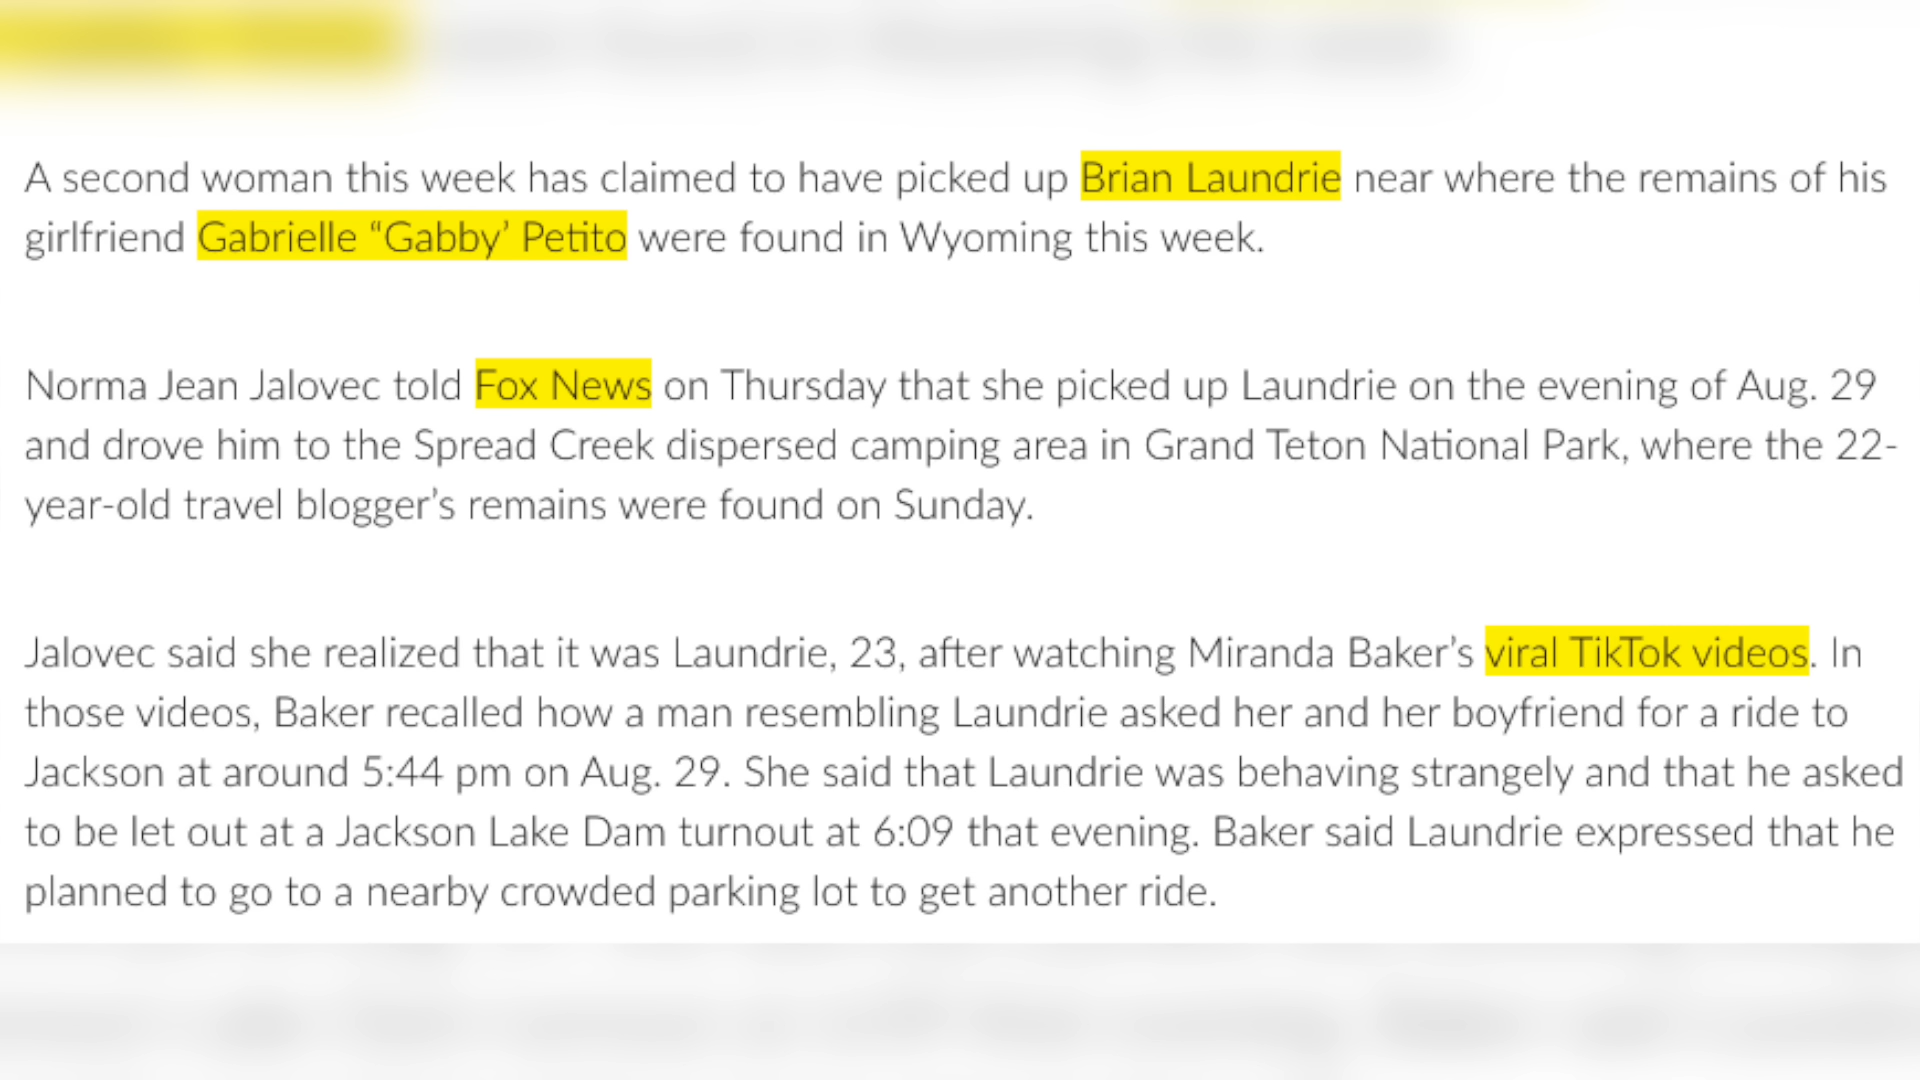 A second woman this week has claimed to have picked up Brian Laundrie near where the remains of his
girlfriend Gabrielle “Gabby’ Petito were found in Wyoming this week.
Norma Jean Jalovec told Fox News on Thursday that she picked up Laundrie on the evening of Aug. 29
and drove him to the Spread Creek dispersed camping area in Grand Teton National Park, where the 22-
year-old travel blogger’s remains were found on Sunday.
Jalovec said she realized that it was Laundrie, 23, after watching Miranda Baker’s viral TikTok videos. In
those videos, Baker recalled how a man resembling Laundrie asked her and her boyfriend for a ride to
Jackson at around 5:44 pm on Aug. 29. She said that Laundrie was behaving strangely and that he asked
to be let out at a Jackson Lake Dam turnout at 6:09 that evening. Baker said Laundrie expressed that he
planned to go to a nearby crowded parking lot to get another ride.